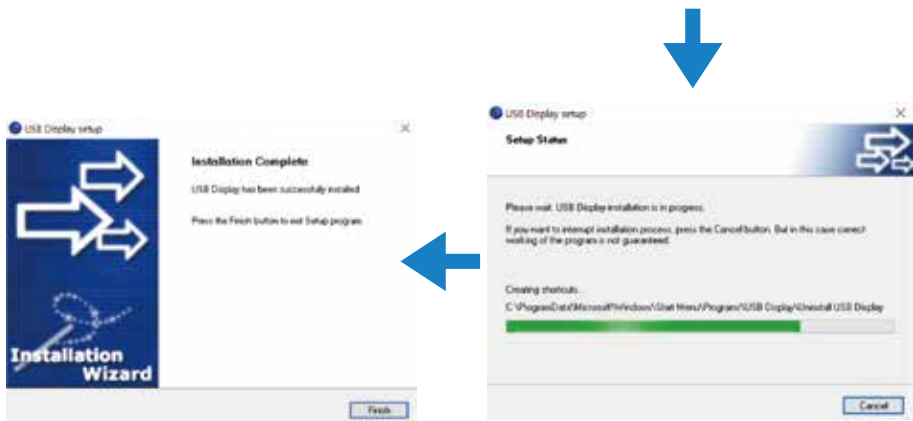 USB Display setup
Installation Complete
USB Display has been successfully installed
Press the Finish button to exit Setup program
Installation
Wizard
Finish
USB Display setup
Setup Status
Please wait. USB Display installation is in progress.
If you want to interrupt installation process, press the Cancel button. But in this case correct
working of the program is not guaranteed.
Creating shortcuts...
C:\ProgramData\Microsoft\Windows\Start Menu\Programs\USB Display\Uninstall USB Display
Cancel